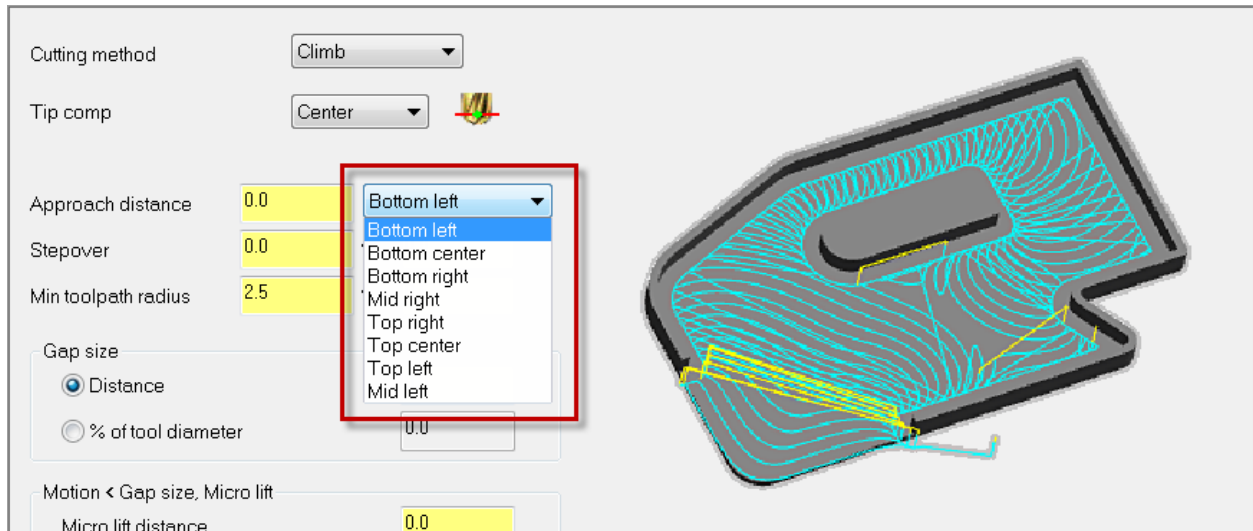 Cutting method
Climb
Tip comp
Center
Approach distance
0.0
Bottom left
Bottom left
Bottom center
Bottom right
Mid right
Top right
Top center
Top left
Mid left
Stepover
0.0
Min toolpath radius
2.5
Gap size
Distance
% of tool diameter
0.0
Motion < Gap size, Micro lift
Micro lift distance
0.0